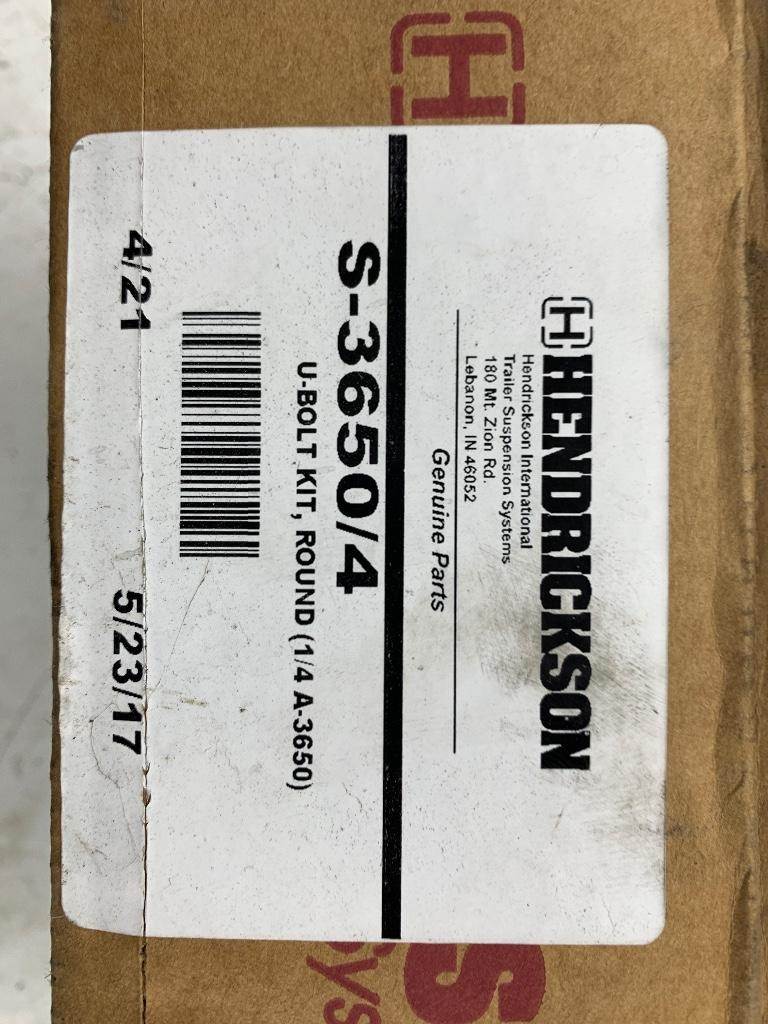 H
HENDRICKSON
Hendrickson International
Trailer Suspension Systems
180 Mt. Zion Rd.
Lebanon, IN 46052
Genuine Parts
S-3650/4
U-BOLT KIT, ROUND (1/4 A-3650)
4/21 5/23/17
S
Sys